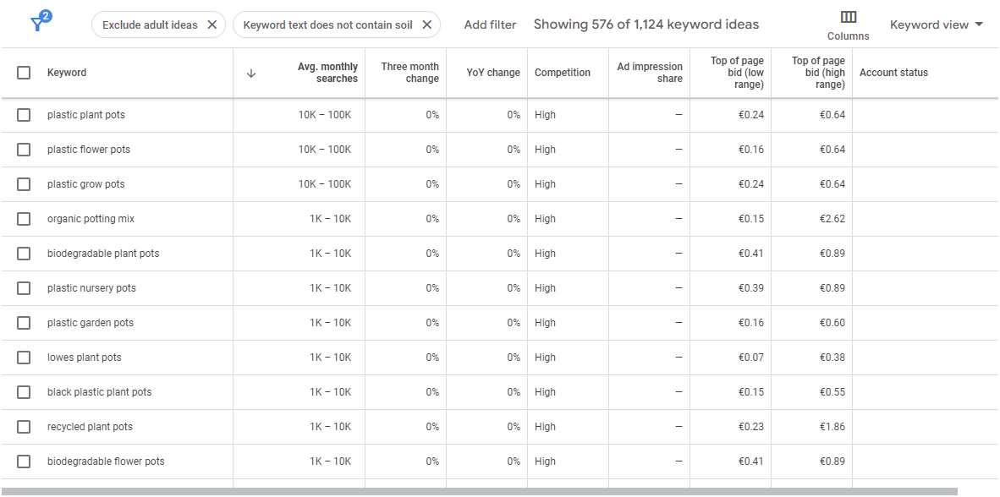 2
Exclude adult ideas
Keyword text does not contain soil
Add filter
Showing 576 of 1,124 keyword ideas
Columns
Keyword view
Keyword
Avg. monthly
searches
Three month
change
YoY change
Competition
Ad impression
share
Top of page
bid (low
range)
Top of page
bid (high
range)
Account status
plastic plant pots 10K – 100K 0% 0% High — €0.24 €0.64
plastic flower pots 10K – 100K 0% 0% High — €0.16 €0.64
plastic grow pots 10K – 100K 0% 0% High — €0.24 €0.64
organic potting mix 1K – 10K 0% 0% High — €0.15 €2.62
biodegradable plant pots 1K – 10K 0% 0% High — €0.41 €0.89
plastic nursery pots 1K – 10K 0% 0% High — €0.39 €0.89
plastic garden pots 1K – 10K 0% 0% High — €0.16 €0.60
lowes plant pots 1K – 10K 0% 0% High — €0.07 €0.38
black plastic plant pots 1K – 10K 0% 0% High — €0.15 €0.55
recycled plant pots 1K – 10K 0% 0% High — €0.23 €1.86
biodegradable flower pots 1K – 10K 0% 0% High — €0.41 €0.89